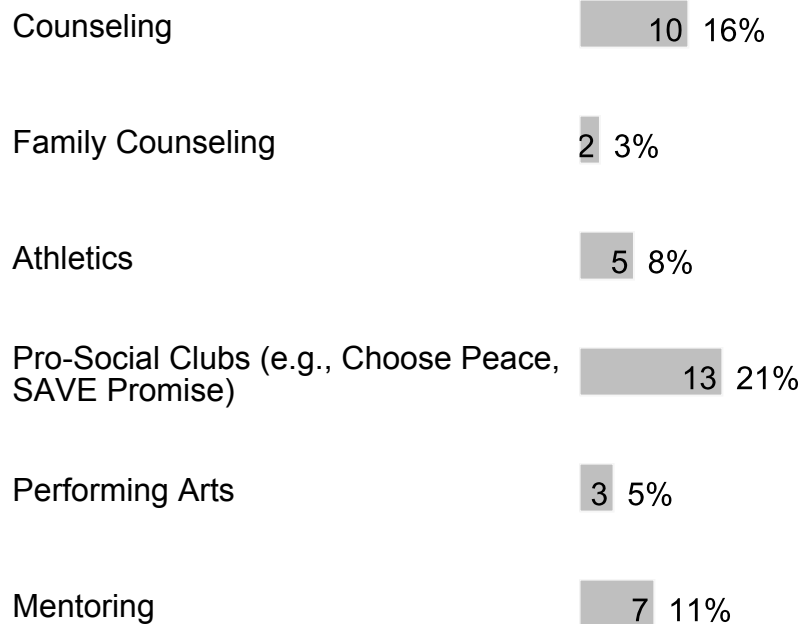 Counseling 10 16%
Family Counseling 2 3%
Athletics 5 8%
Pro-Social Clubs (e.g., Choose Peace,
SAVE Promise) 13 21%
Performing Arts 3 5%
Mentoring 7 11%